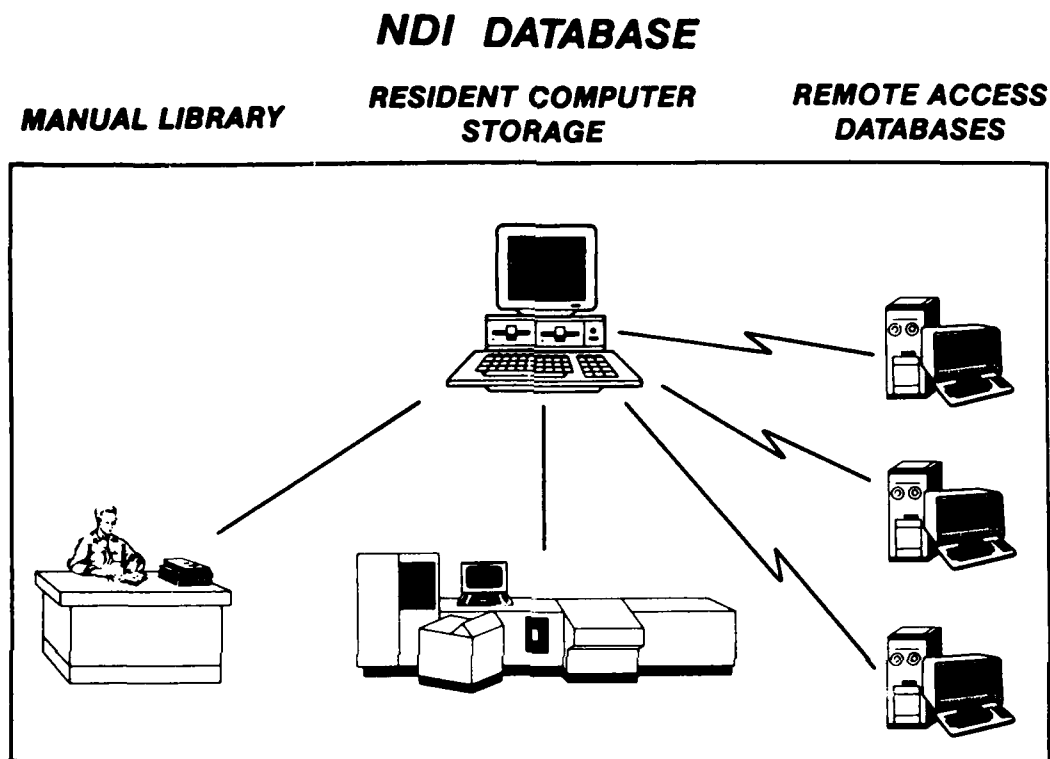 NDI DATABASE
MANUAL LIBRARY
RESIDENT COMPUTER
STORAGE
REMOTE ACCESS
DATABASES